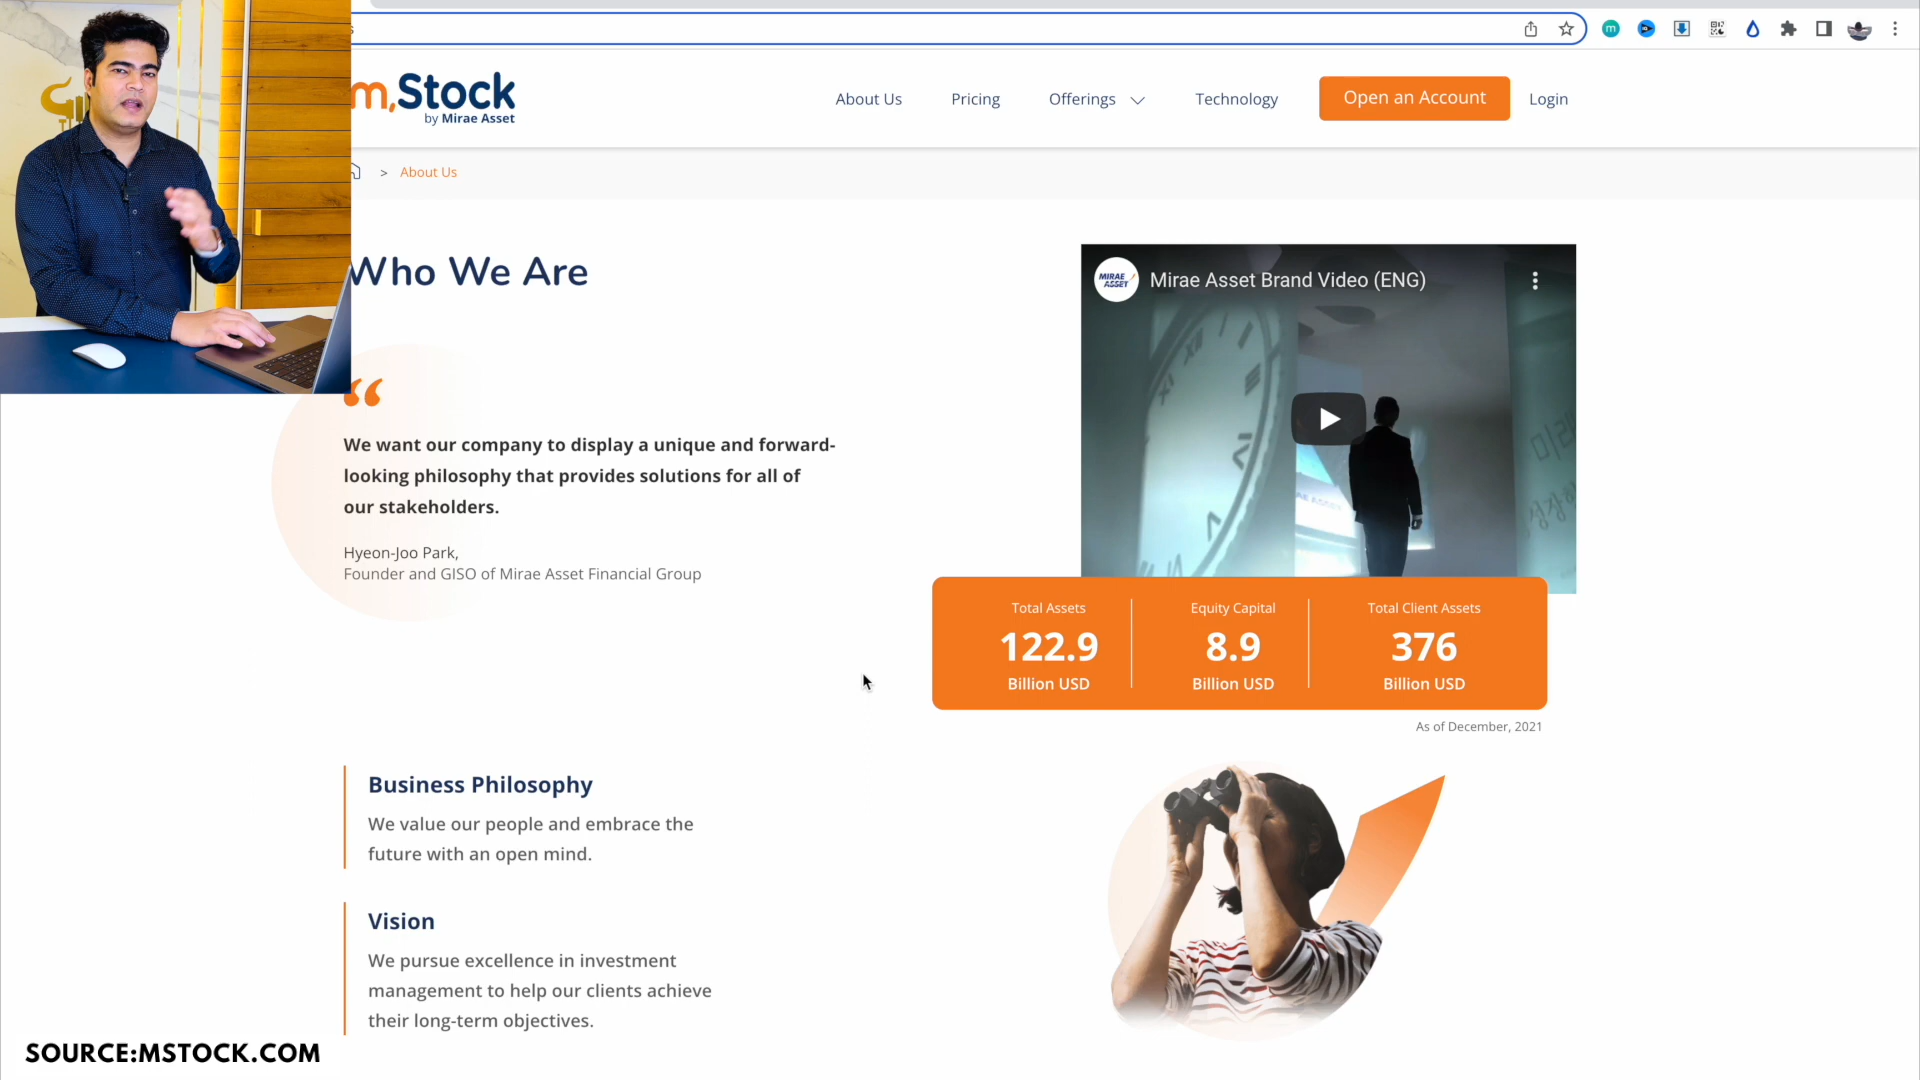 m.Stock
by Mirae Asset
About Us
Pricing
Offerings
Technology
Open an Account
Login
> About Us
Who We Are
MIRAE ASSET
Mirae Asset Brand Video (ENG)
“
We want our company to display a unique and forward-
looking philosophy that provides solutions for all of
our stakeholders.
Hyeon-Joo Park,
Founder and GISO of Mirae Asset Financial Group
Total Assets
122.9
Billion USD
Equity Capital
8.9
Billion USD
Total Client Assets
376
Billion USD
As of December, 2021
Business Philosophy
We value our people and embrace the
future with an open mind.
Vision
We pursue excellence in investment
management to help our clients achieve
their long-term objectives.
SOURCE:MSTOCK.COM